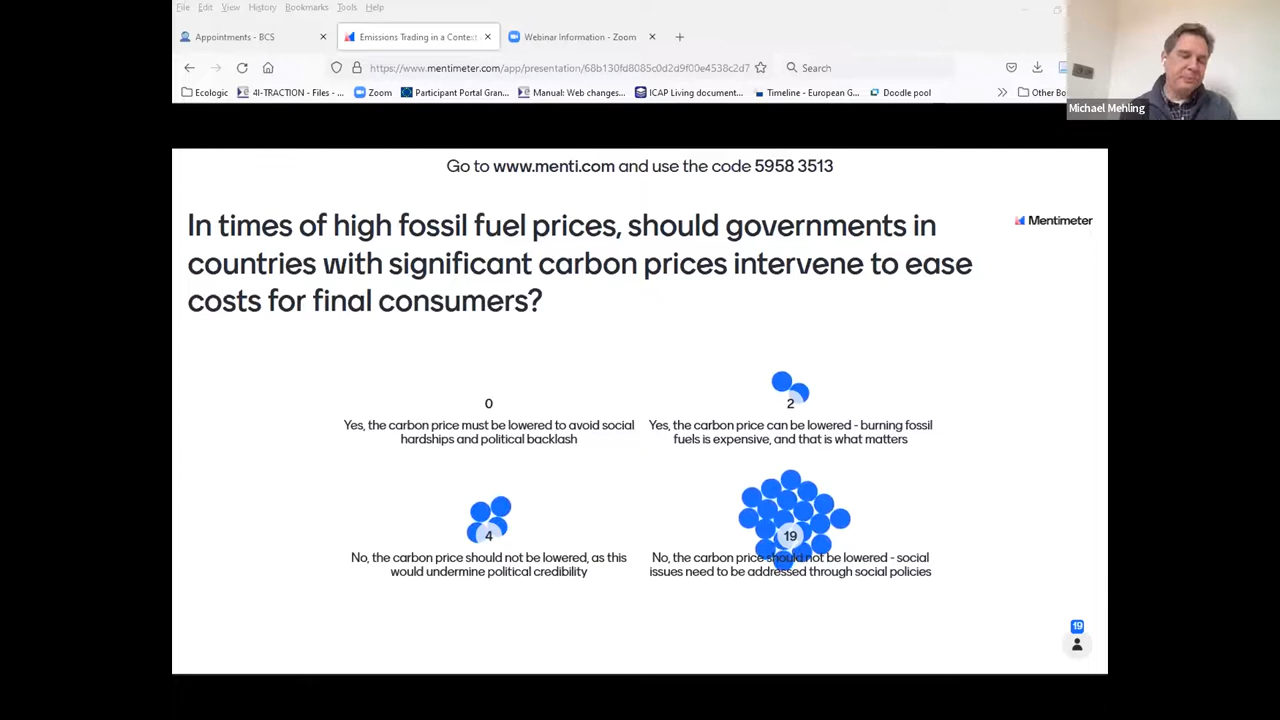 File Edit View History Bookmarks Tools Help
Appointments - BCS
Emissions Trading in a Context
Webinar Information - Zoom
https://www.mentimeter.com/app/presentation/68b130fd8085c0d2d9f00e4538c2d7
Search
Ecologic
4I-TRACTION - Files - ...
Zoom
Participant Portal Gran...
Manual: Web changes...
ICAP Living document...
Timeline - European G...
Doodle pool
Other Bo
Michael Mehling
Go to www.menti.com and use the code 5958 3513
Mentimeter
In times of high fossil fuel prices, should governments in
countries with significant carbon prices intervene to ease
costs for final consumers?
0
Yes, the carbon price must be lowered to avoid social
hardships and political backlash
2
Yes, the carbon price can be lowered - burning fossil
fuels is expensive, and that is what matters
4
No, the carbon price should not be lowered, as this
would undermine political credibility
19
No, the carbon price should not be lowered - social
issues need to be addressed through social policies
19